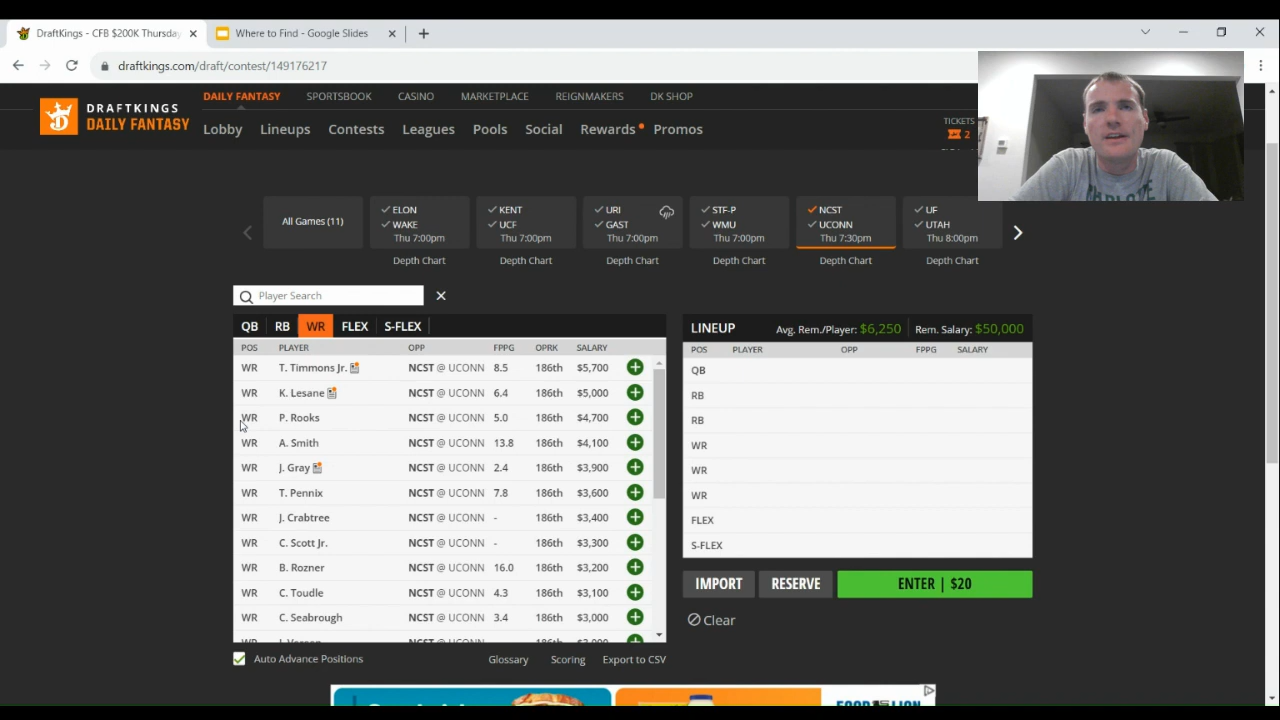 DraftKings - CFB $200K Thursday
Where to Find - Google Slides
draftkings.com/draft/contest/149176217
DRAFTKINGS
DAILY FANTASY
DAILY FANTASY SPORTSBOOK CASINO MARKETPLACE REIGNMAKERS DK SHOP
Lobby Lineups Contests Leagues Pools Social Rewards Promos
TICKETS
2
All Games (11)
ELON
WAKE
Thu 7:00pm
Depth Chart
KENT
UCF
Thu 7:00pm
Depth Chart
URI
GAST
Thu 7:00pm
Depth Chart
STF-P
WMU
Thu 7:00pm
Depth Chart
NCST
UCONN
Thu 7:30pm
Depth Chart
UF
UTAH
Thu 8:00pm
Depth Chart
Player Search
QB RB WR FLEX S-FLEX
POS PLAYER OPP FPPG OPRK SALARY
WR T. Timmons Jr. NCST @ UCONN 8.5 186th $5,700
WR K. Lesane NCST @ UCONN 6.4 186th $5,000
WR P. Rooks NCST @ UCONN 5.0 186th $4,700
WR A. Smith NCST @ UCONN 13.8 186th $4,100
WR J. Gray NCST @ UCONN 2.4 186th $3,900
WR T. Pennix NCST @ UCONN 7.8 186th $3,600
WR J. Crabtree NCST @ UCONN - 186th $3,400
WR C. Scott Jr. NCST @ UCONN - 186th $3,300
WR B. Rozner NCST @ UCONN 16.0 186th $3,200
WR C. Toudle NCST @ UCONN 4.3 186th $3,100
WR C. Seabrough NCST @ UCONN 3.4 186th $3,000
Auto Advance Positions
Glossary Scoring Export to CSV
LINEUP Avg. Rem./Player: $6,250 Rem. Salary: $50,000
POS PLAYER OPP FPPG SALARY
QB
RB
RB
WR
WR
WR
FLEX
S-FLEX
IMPORT RESERVE ENTER | $20
Clear